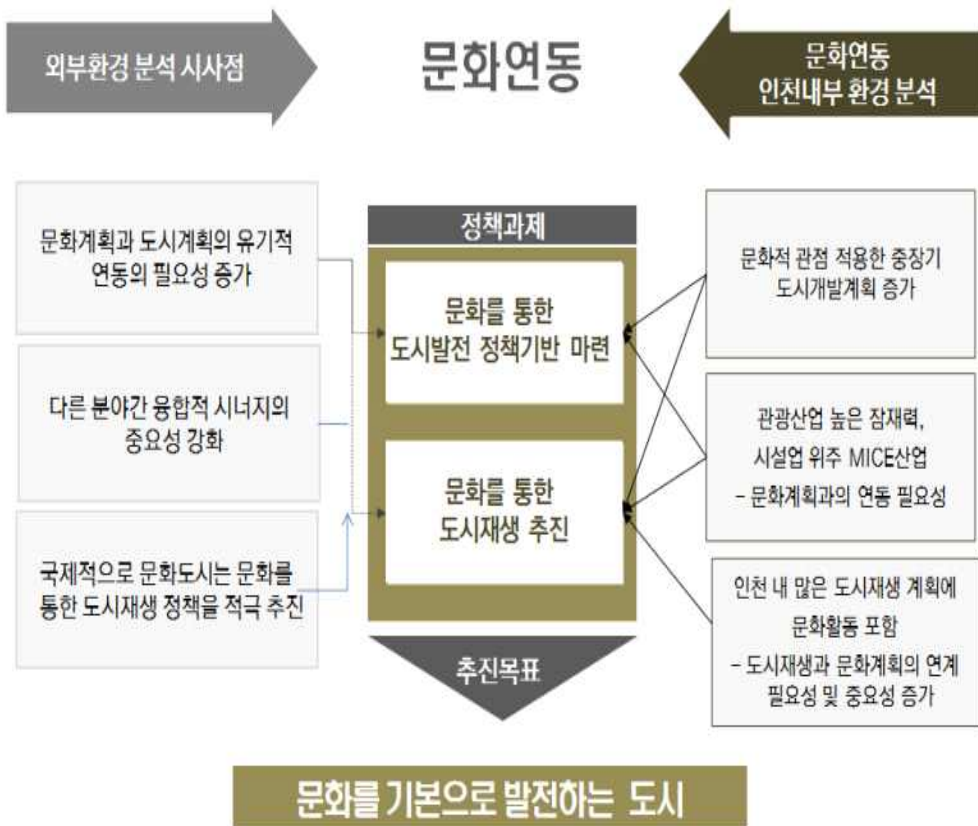 외부환경 분석 시사점
문화연동
문화연동
인천내부 환경 분석
문화계획과 도시계획의 유기적
연동의 필요성 증가
다른 분야간 융합적 시너지의
중요성 강화
국제적으로 문화도시는 문화를
통한 도시재생 정책을 적극 추진
정책과제
문화를 통한
도시발전 정책기반 마련
문화를 통한
도시재생 추진
추진목표
문화적 관점 적용한 중장기
도시개발계획 증가
관광산업 높은 잠재력,
시설업 위주 MICE산업
- 문화계획과의 연동 필요성
인천 내 많은 도시재생 계획에
문화활동 포함
- 도시재생과 문화계획의 연계
필요성 및 중요성 증가
문화를 기본으로 발전하는 도시